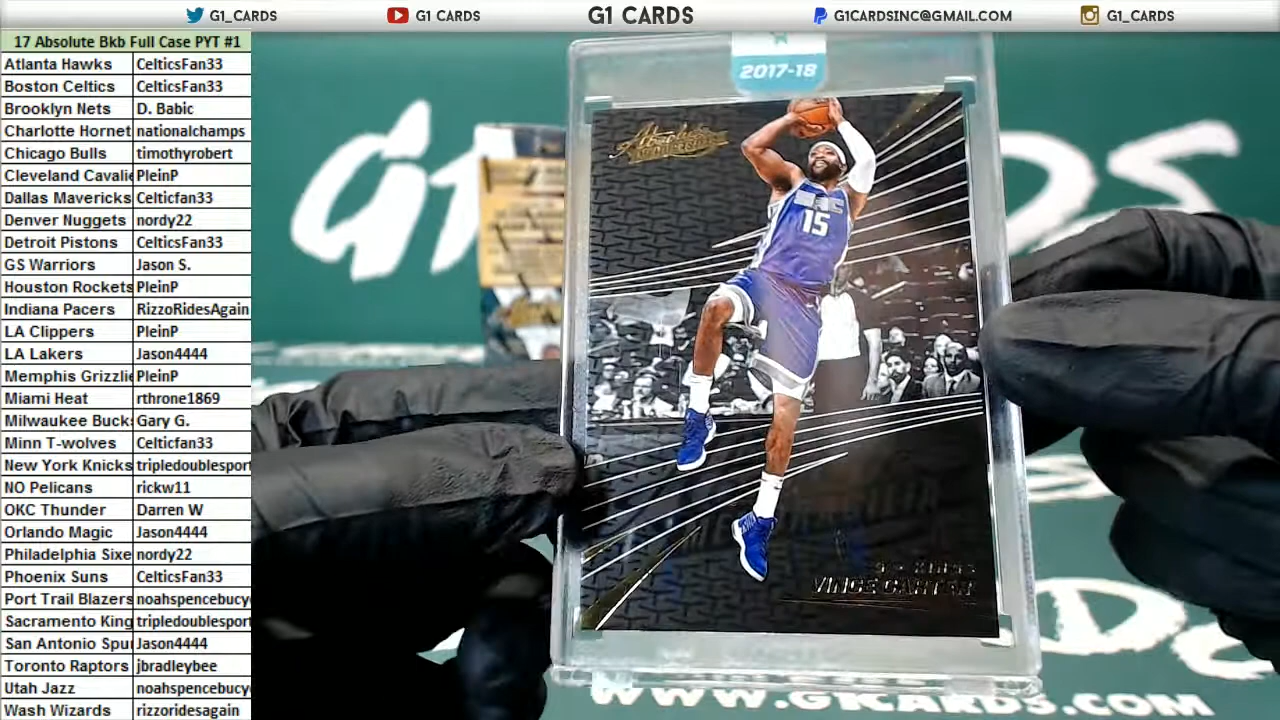 G1_CARDS
G1 CARDS
G1 CARDS
G1CARDSINC@GMAIL.COM
G1_CARDS
17 Absolute Bkb Full Case PYT #1
Atlanta Hawks CelticsFan33
Boston Celtics CelticsFan33
Brooklyn Nets D. Babic
Charlotte Hornet nationalchamps
Chicago Bulls timothyrobert
Cleveland Cavalie PleinP
Dallas Mavericks Celticfan33
Denver Nuggets nordy22
Detroit Pistons CelticsFan33
GS Warriors Jason S.
Houston Rockets PleinP
Indiana Pacers RizzoRidesAgain
LA Clippers PleinP
LA Lakers Jason4444
Memphis Grizzlie PleinP
Miami Heat rthrone1869
Milwaukee Bucks Gary G.
Minn T-wolves Celticfan33
New York Knicks tripledoublesport
NO Pelicans rickw11
OKC Thunder Darren W
Orlando Magic Jason4444
Philadelphia Sixe nordy22
Phoenix Suns CelticsFan33
Port Trail Blazers noahspencebucy
Sacramento King tripledoublesport
San Antonio Spur Jason4444
Toronto Raptors jbradleybee
Utah Jazz noahspencebucy
Wash Wizards rizzoridesagain
2017-18
Absolute
15
KINGS
VINCE CARTER
WWW.G1CARDS.COM